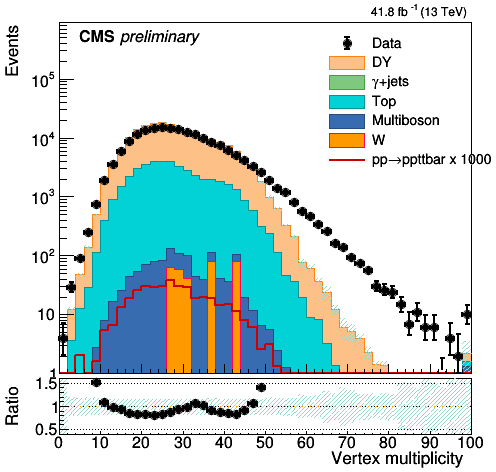 41.8 fb⁻¹ (13 TeV)
CMS preliminary
Events
Data
DY
γ+jets
Top
Multiboson
W
pp→ppttbar x 1000
10⁵
10⁴
10³
10²
10
1
Ratio
1.5
1
0.5
0 10 20 30 40 50 60 70 80 90 100
Vertex multiplicity